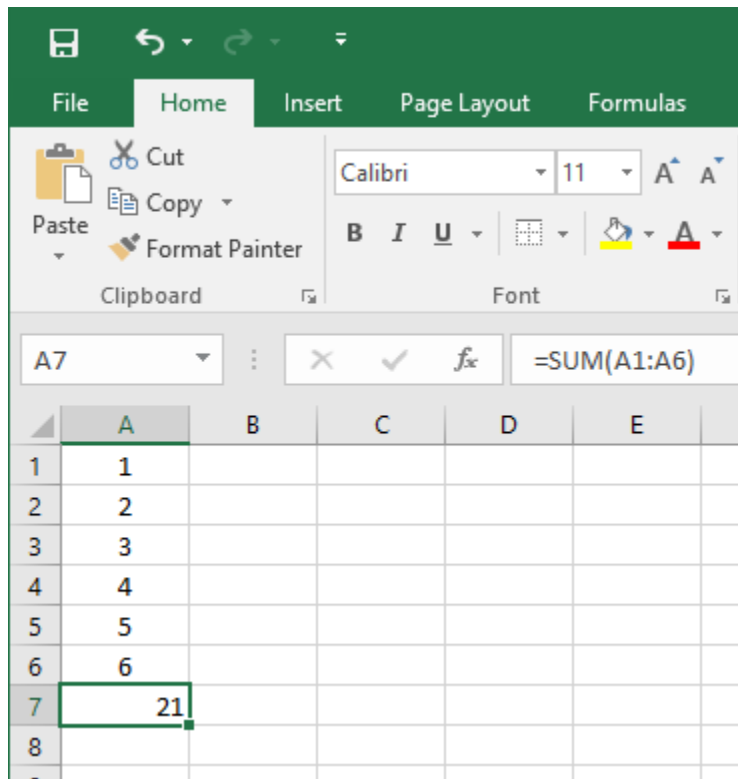 File Home Insert Page Layout Formulas
Cut
Copy
Paste
Format Painter
Calibri 11 A A
B I U A
Clipboard Font
A7 fx =SUM(A1:A6)
A B C D E
1 1
2 2
3 3
4 4
5 5
6 6
7 21
8